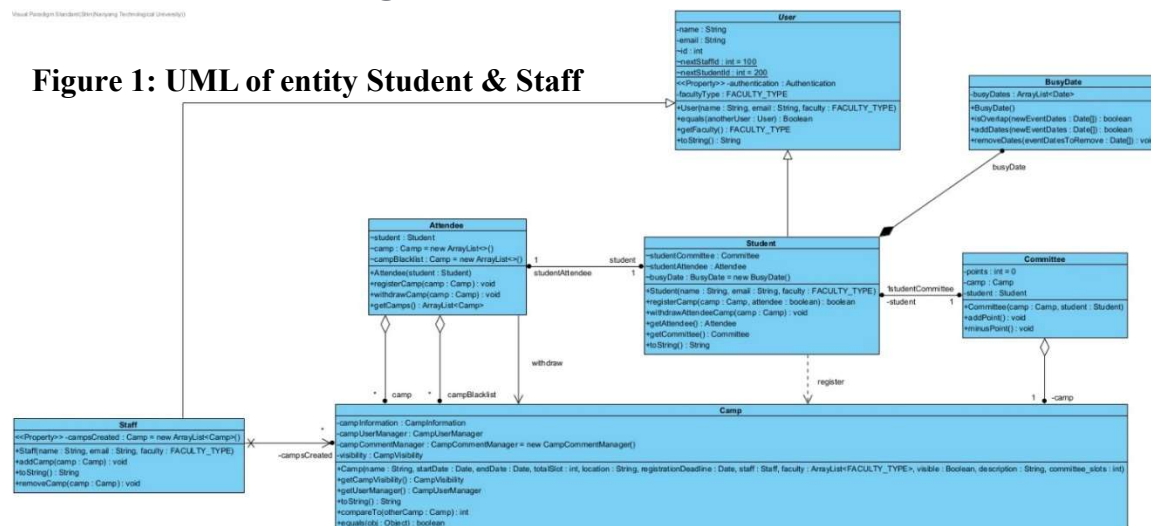 Visual Paradigm Standard(Shin(Nanyang Technological University))
Figure 1: UML of entity Student & Staff
User
-name : String
-email : String
~id : int
~nextStaffId : int = 100
~nextStudentId : int = 200
<<Property>> -authentication : Authentication
-facultyType : FACULTY_TYPE
+User(name : String, email : String, faculty : FACULTY_TYPE)
+equals(anotherUser : User) : Boolean
+getFaculty() : FACULTY_TYPE
+toString() : String
BusyDate
-busyDates : ArrayList<Date>
+BusyDate()
+isOverlap(newEventDates : Date[]) : boolean
+addDates(newEventDates : Date[]) : boolean
+removeDates(eventDatesToRemove : Date[]) : void
busyDate
Attendee
~student : Student
~camp : Camp = new ArrayList<>()
~campBlacklist : Camp = new ArrayList<>()
+Attendee(student : Student)
+registerCamp(camp : Camp) : void
+withdrawCamp(camp : Camp) : void
+getCamps() : ArrayList<Camp>
1
student
studentAttendee
1
Student
~studentCommittee : Committee
~studentAttendee : Attendee
~busyDate : BusyDate = new BusyDate()
+Student(name : String, email : String, faculty : FACULTY_TYPE)
+registerCamp(camp : Camp, attendee : boolean) : boolean
+withdrawAttendeeCamp(camp : Camp) : void
+getAttendee() : Attendee
+getCommittee() : Committee
+toString() : String
1studentCommittee
-student
1
Committee
-points : int = 0
-camp : Camp
-student : Student
+Committee(camp : Camp, student : Student)
+addPoint() : void
+minusPoint() : void
withdraw
register
* camp
* campBlacklist
1
-camp
Staff
<<Property>> -campsCreated : Camp = new ArrayList<Camp>()
+Staff(name : String, email : String, faculty : FACULTY_TYPE)
+addCamp(camp : Camp) : void
+toString() : String
+removeCamp(camp : Camp) : void
*
-campsCreated
Camp
-campInformation : CampInformation
-campUserManager : CampUserManager
-campCommentManager : CampCommentManager = new CampCommentManager()
-visibility : CampVisibility
+Camp(name : String, startDate : Date, endDate : Date, totalSlot : int, location : String, registrationDeadline : Date, staff : Staff, faculty : ArrayList<FACULTY_TYPE>, visible : Boolean, description : String, committee_slots : int)
+getCampVisibility() : CampVisibility
+getUserManager() : CampUserManager
+toString() : String
+compareTo(otherCamp : Camp) : int
+equals(obj : Object) : boolean